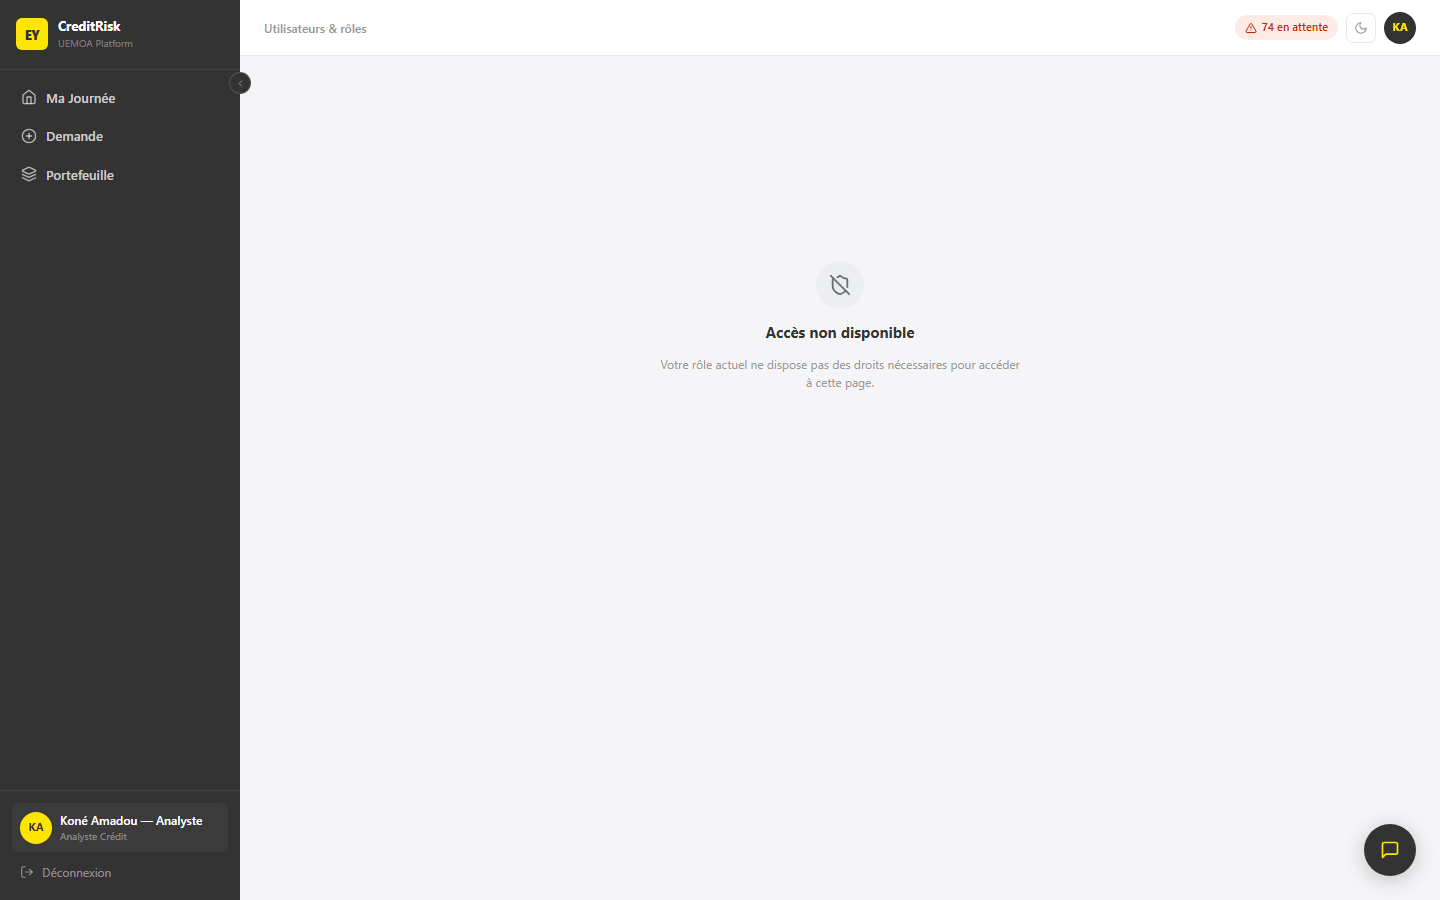 EY
CreditRisk
UEMOA Platform
Ma Journée
Demande
Portefeuille
KA
Koné Amadou — Analyste
Analyste Crédit
Déconnexion
Utilisateurs & rôles
74 en attente
KA
Accès non disponible
Votre rôle actuel ne dispose pas des droits nécessaires pour accéder
à cette page.